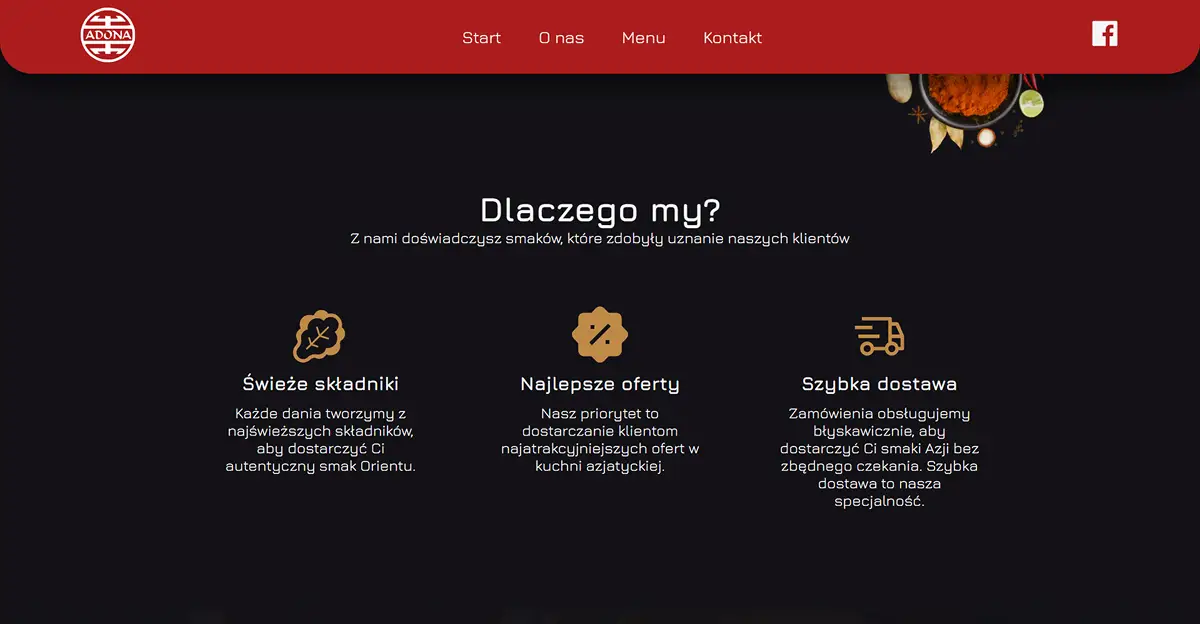 ADONA
Start O nas Menu Kontakt
Dlaczego my?
Z nami doświadczysz smaków, które zdobyły uznanie naszych klientów
Świeże składniki
Każde dania tworzymy z
najświeższych składników,
aby dostarczyć Ci
autentyczny smak Orientu.
Najlepsze oferty
Nasz priorytet to
dostarczanie klientom
najatrakcyjniejszych ofert w
kuchni azjatyckiej.
Szybka dostawa
Zamówienia obsługujemy
błyskawicznie, aby
dostarczyć Ci smaki Azji bez
zbędnego czekania. Szybka
dostawa to nasza
specjalność.